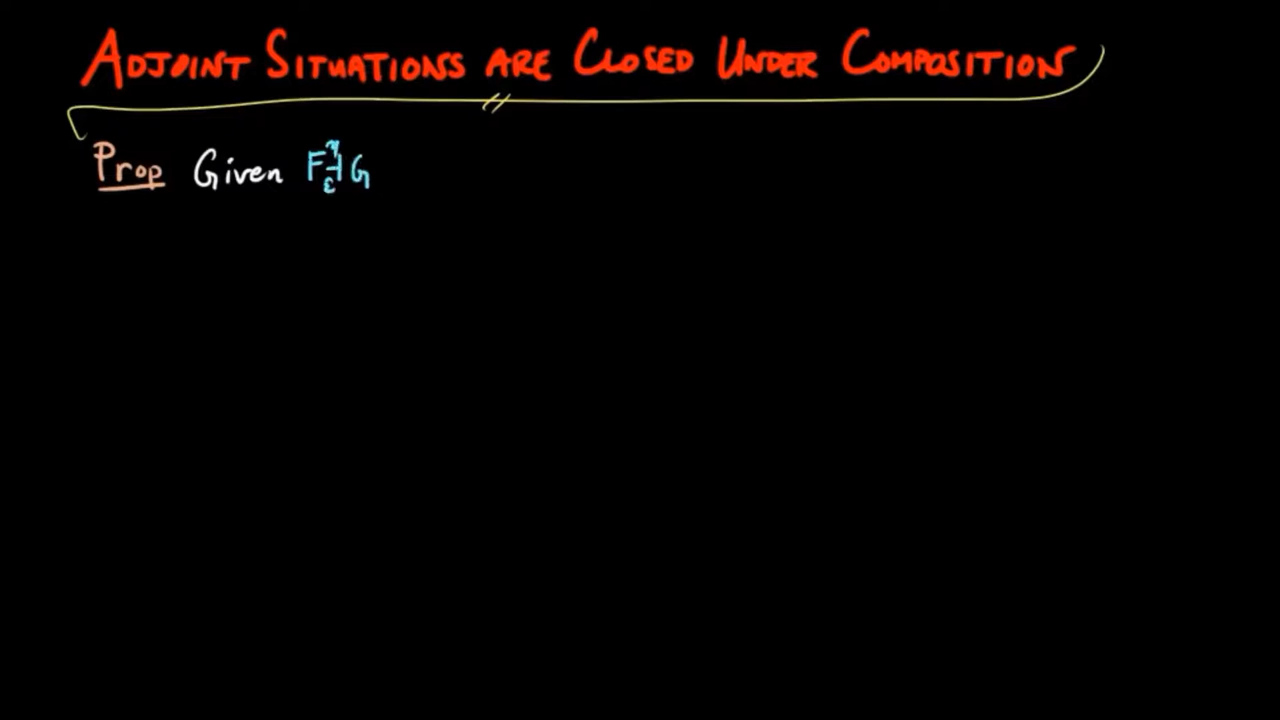 ADJOINT SITUATIONS ARE CLOSED UNDER COMPOSITION
Prop Given F η⊣ε G